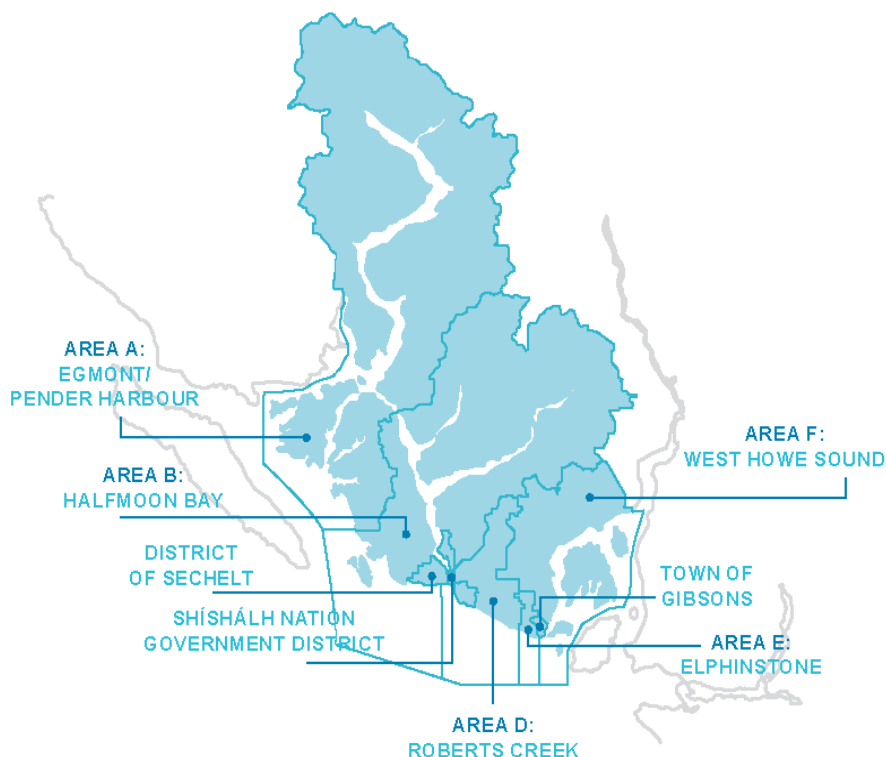 AREA A:
EGMONT/
PENDER HARBOUR
AREA B:
HALFMOON BAY
DISTRICT
OF SECHELT
SHÍSHÁLH NATION
GOVERNMENT DISTRICT
AREA F:
WEST HOWE SOUND
TOWN OF
GIBSONS
AREA E:
ELPHINSTONE
AREA D:
ROBERTS CREEK